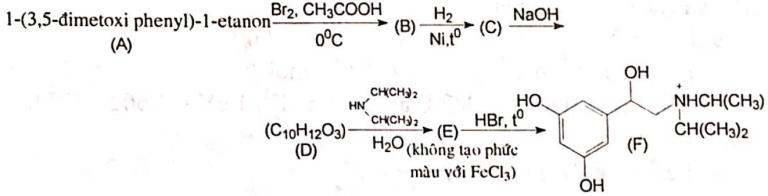 1-(3,5-đimetoxi phenyl)-1-etanon Br₂, CH₃COOH 0⁰C (B) H₂ Ni,t⁰ (C) NaOH
(A)
(C₁₀H₁₂O₃) HN CH(CH₃)₂ CH(CH₃)₂ H₂O (E) HBr, t⁰
(D)
(không tạo phức
màu với FeCl₃)
OH
HO
+
NHCH(CH₃)
CH(CH₃)₂
(F)
OH